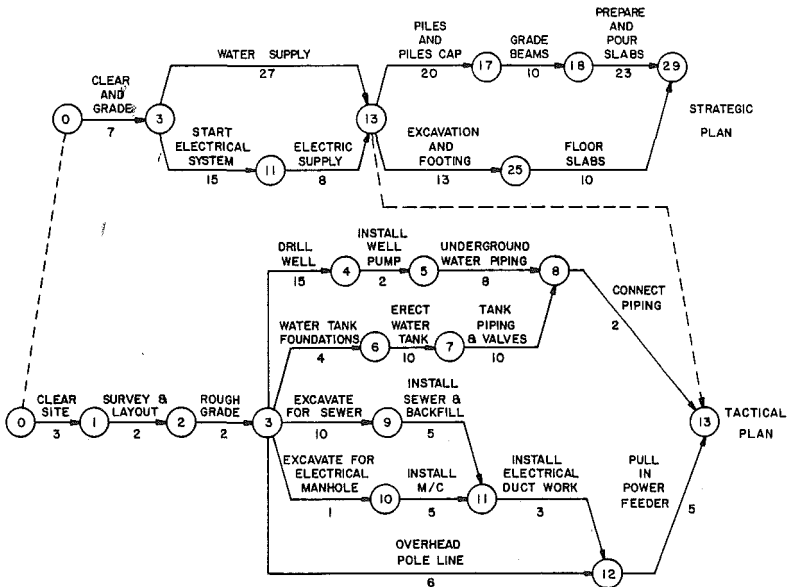 CLEAR
AND
GRADE
7
0
3
WATER SUPPLY
27
START
ELECTRICAL
SYSTEM
15
11
ELECTRIC
SUPPLY
8
13
PILES
AND
PILES CAP
20
17
GRADE
BEAMS
10
18
PREPARE
AND
POUR
SLABS
23
29
EXCAVATION
AND
FOOTING
13
25
FLOOR
SLABS
10
STRATEGIC
PLAN
0
CLEAR
SITE
3
1
SURVEY &
LAYOUT
2
2
ROUGH
GRADE
2
3
DRILL
WELL
15
4
INSTALL
WELL
PUMP
2
5
UNDERGROUND
WATER PIPING
8
8
CONNECT
PIPING
2
WATER TANK
FOUNDATIONS
4
6
ERECT
WATER
TANK
10
7
TANK
PIPING
& VALVES
10
EXCAVATE
FOR SEWER
10
9
INSTALL
SEWER &
BACKFILL
5
EXCAVATE FOR
ELECTRICAL
MANHOLE
1
10
INSTALL
M/C
5
11
INSTALL
ELECTRICAL
DUCT WORK
3
OVERHEAD
POLE LINE
6
12
PULL
IN
POWER
FEEDER
5
13
TACTICAL
PLAN